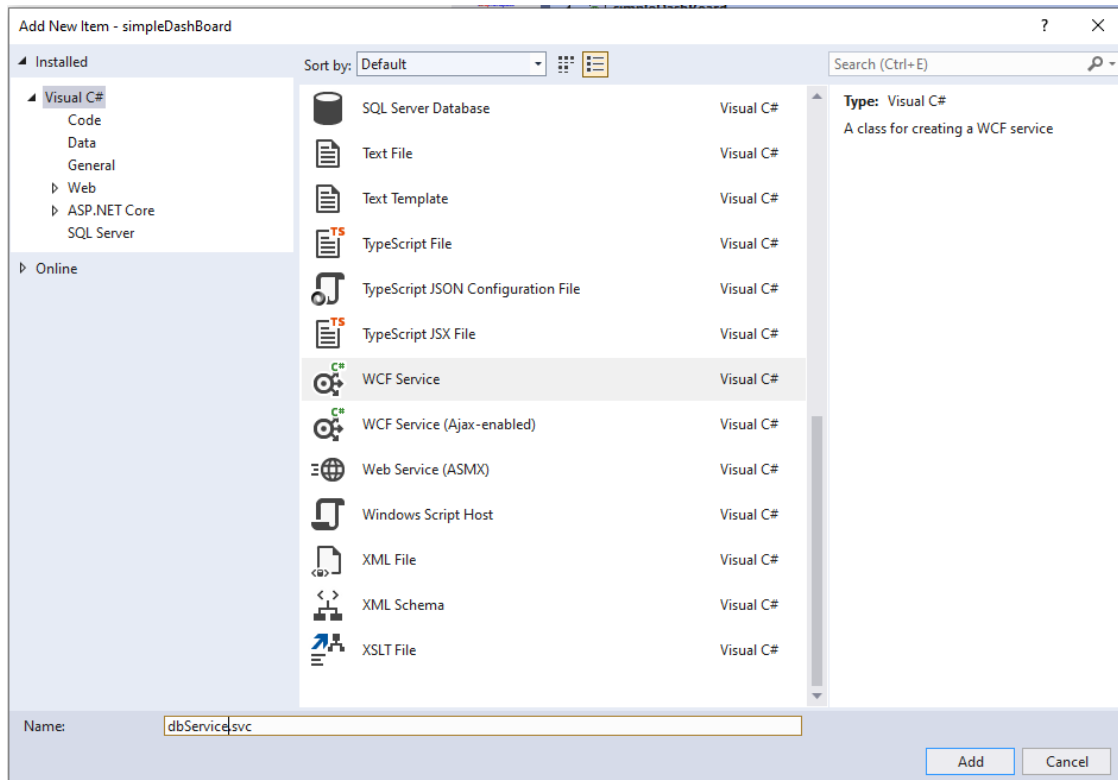 Add New Item - simpleDashBoard ?
Installed
Sort by: Default
Search (Ctrl+E)
Visual C#
Code
Data
General
Web
ASP.NET Core
SQL Server
Online
SQL Server Database Visual C#
Text File Visual C#
Text Template Visual C#
TS
TypeScript File Visual C#
TypeScript JSON Configuration File Visual C#
TS
TypeScript JSX File Visual C#
C#
WCF Service Visual C#
C#
WCF Service (Ajax-enabled) Visual C#
Web Service (ASMX) Visual C#
Windows Script Host Visual C#
XML File Visual C#
XML Schema Visual C#
XSLT File Visual C#
Type: Visual C#
A class for creating a WCF service
Name: dbService.svc
Add Cancel